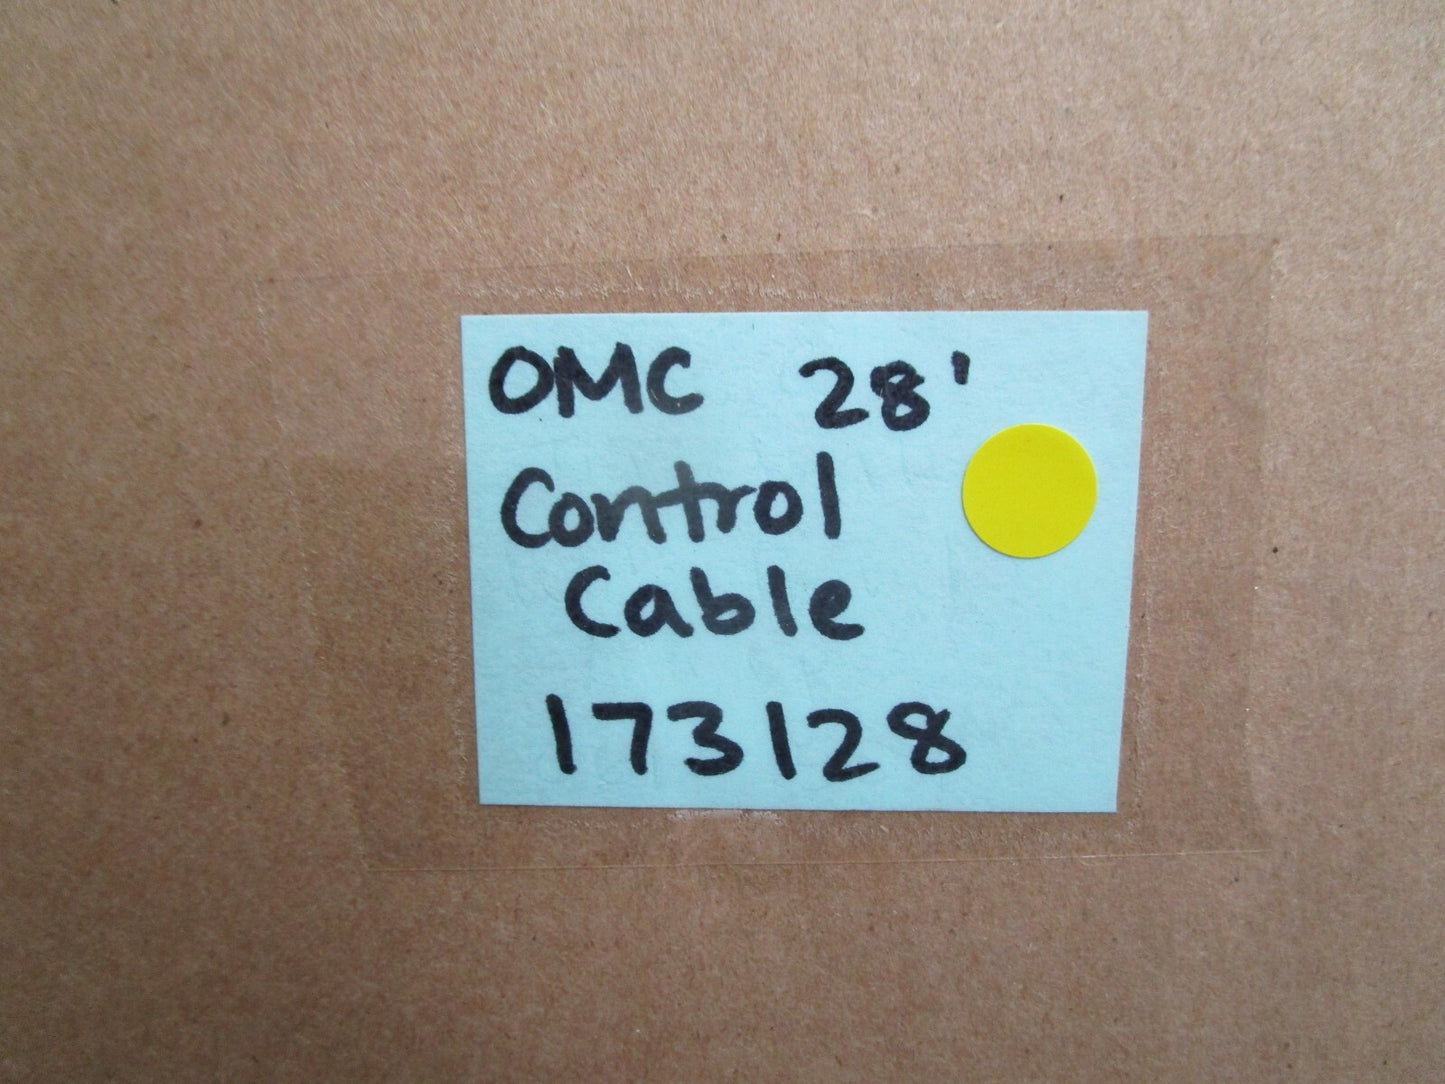 OMC 28'
Control
Cable
173128